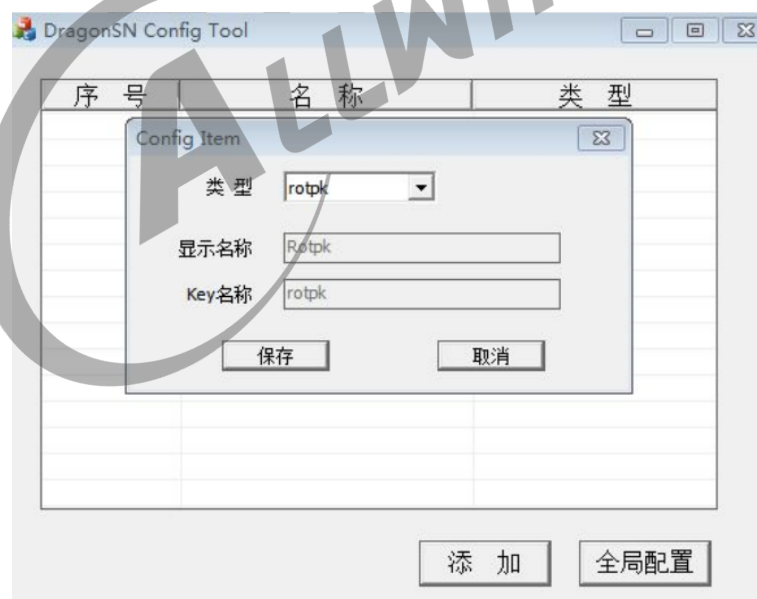 DragonSN Config Tool
序 号 名 称 类 型
Config Item
类 型 rotpk
显示名称 Rotpk
Key名称 rotpk
保存 取消
添 加 全局配置
ALLWIN